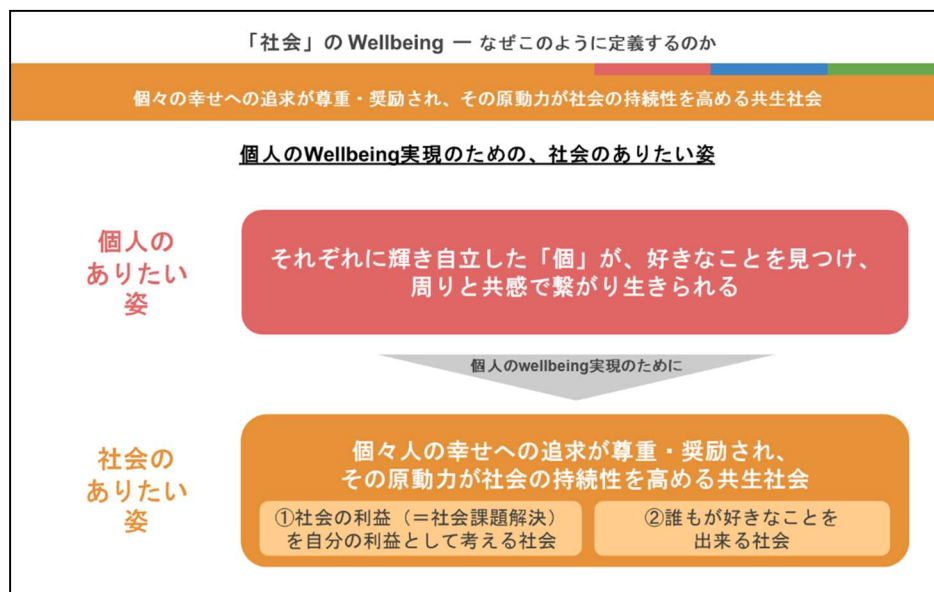 「社会」の Wellbeing ー なぜこのように定義するのか
個々の幸せへの追求が尊重・奨励され、その原動力が社会の持続性を高める共生社会
個人のWellbeing実現のための、社会のありたい姿
個人の
ありたい
姿
それぞれに輝き自立した「個」が、好きなことを見つけ、
周りと共感で繋がり生きられる
個人のwellbeing実現のために
社会の
ありたい
姿
個々人の幸せへの追求が尊重・奨励され、
その原動力が社会の持続性を高める共生社会
①社会の利益（＝社会課題解決）
を自分の利益として考える社会
②誰もが好きなことを
出来る社会